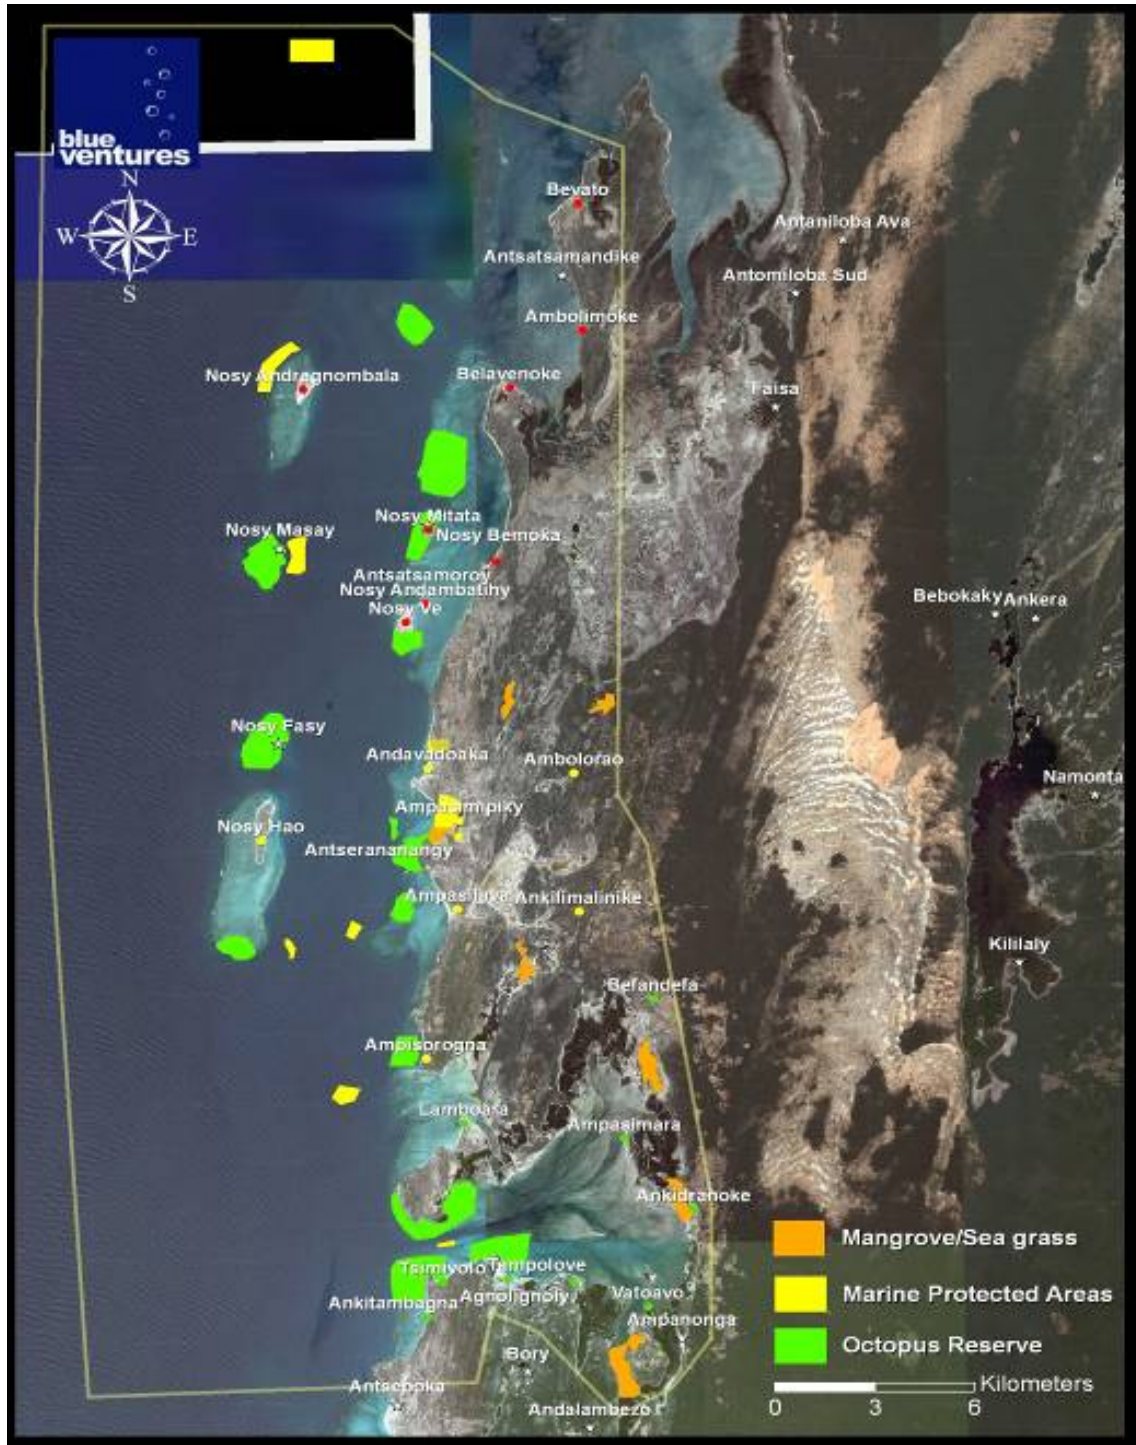 blue
ventures
N
W
E
S
Bevato
Antaniloba Ava
Antsatsamandike
Antomiloba Sud
Ambolimoke
Nosy Andragnombala
Belavenoke
Faisa
Nosy Mitata
Nosy Masay
Nosy Bemoka
Antsatsamoroy
Nosy Andambatihy
Bebokaky
Ankera
Nosy Ve
Nosy Fasy
Andavadoaka
Ambolorao
Namonta
Ampalampiky
Nosy Hao
Antserananangy
Ampasilava
Ankilimalinike
Kililaly
Befandefa
Ampisorogna
Lamboara
Ampasimara
Ankidranoke
Mangrove/Sea grass
Tampolove
Tsimivolo
Agnolignoly
Vatoavo
Marine Protected Areas
Ankitambagna
Ampanonga
Octopus Reserve
Bory
Antsepoka
Kilometers
Andalambezo
0
3
6